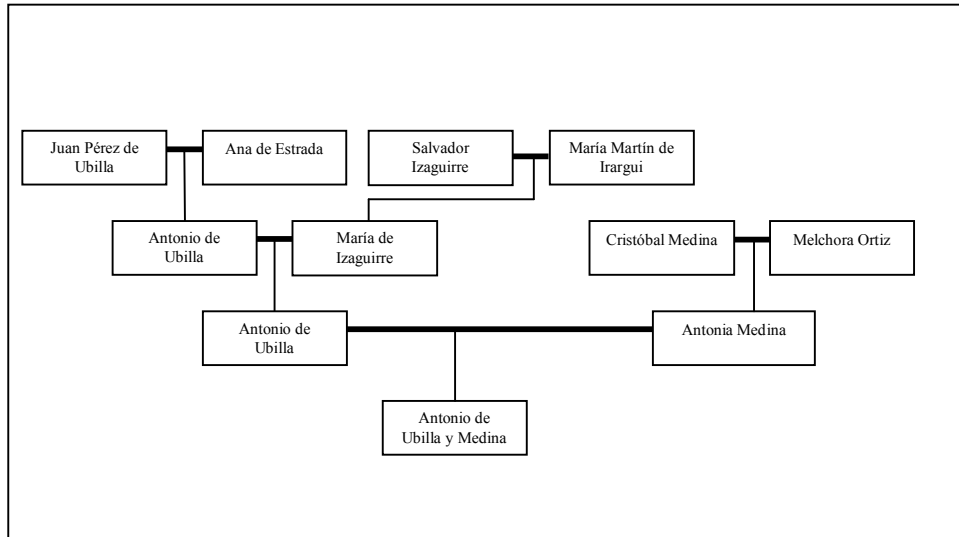 Juan Pérez de
Ubilla
Ana de Estrada
Salvador
Izaguirre
María Martín de
Irargui
Antonio de
Ubilla
María de
Izaguirre
Cristóbal Medina
Melchora Ortiz
Antonio de
Ubilla
Antonia Medina
Antonio de
Ubilla y Medina